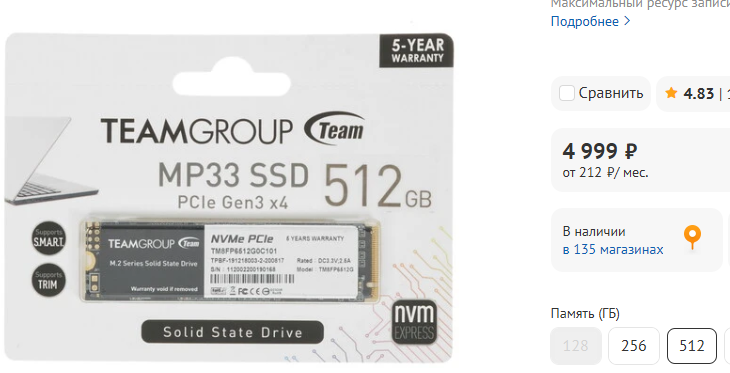 Максимальный ресурс записи
Подробнее >
5-YEAR
WARRANTY
TEAMGROUP Team
MP33 SSD 512GB
PCIe Gen3 x4
Supports
SMART
Supports
TRIM
TEAMGROUP Team
M.2 Series Solid State Drive
Warranty void if removed
NVMe PCIe 5 YEARS WARRANTY
TM8FP6512G0C101
TPBF-191216003-2-000617 Rated : DC3.3V,2.5A
S/N : 112002200190168 Model : TM8FP6512G
Solid State Drive
nvm
EXPRESS
Сравнить
4.83 |
4 999 ₽
от 212 ₽/ мес.
В наличии
в 135 магазинах
Память (ГБ)
128 256 512